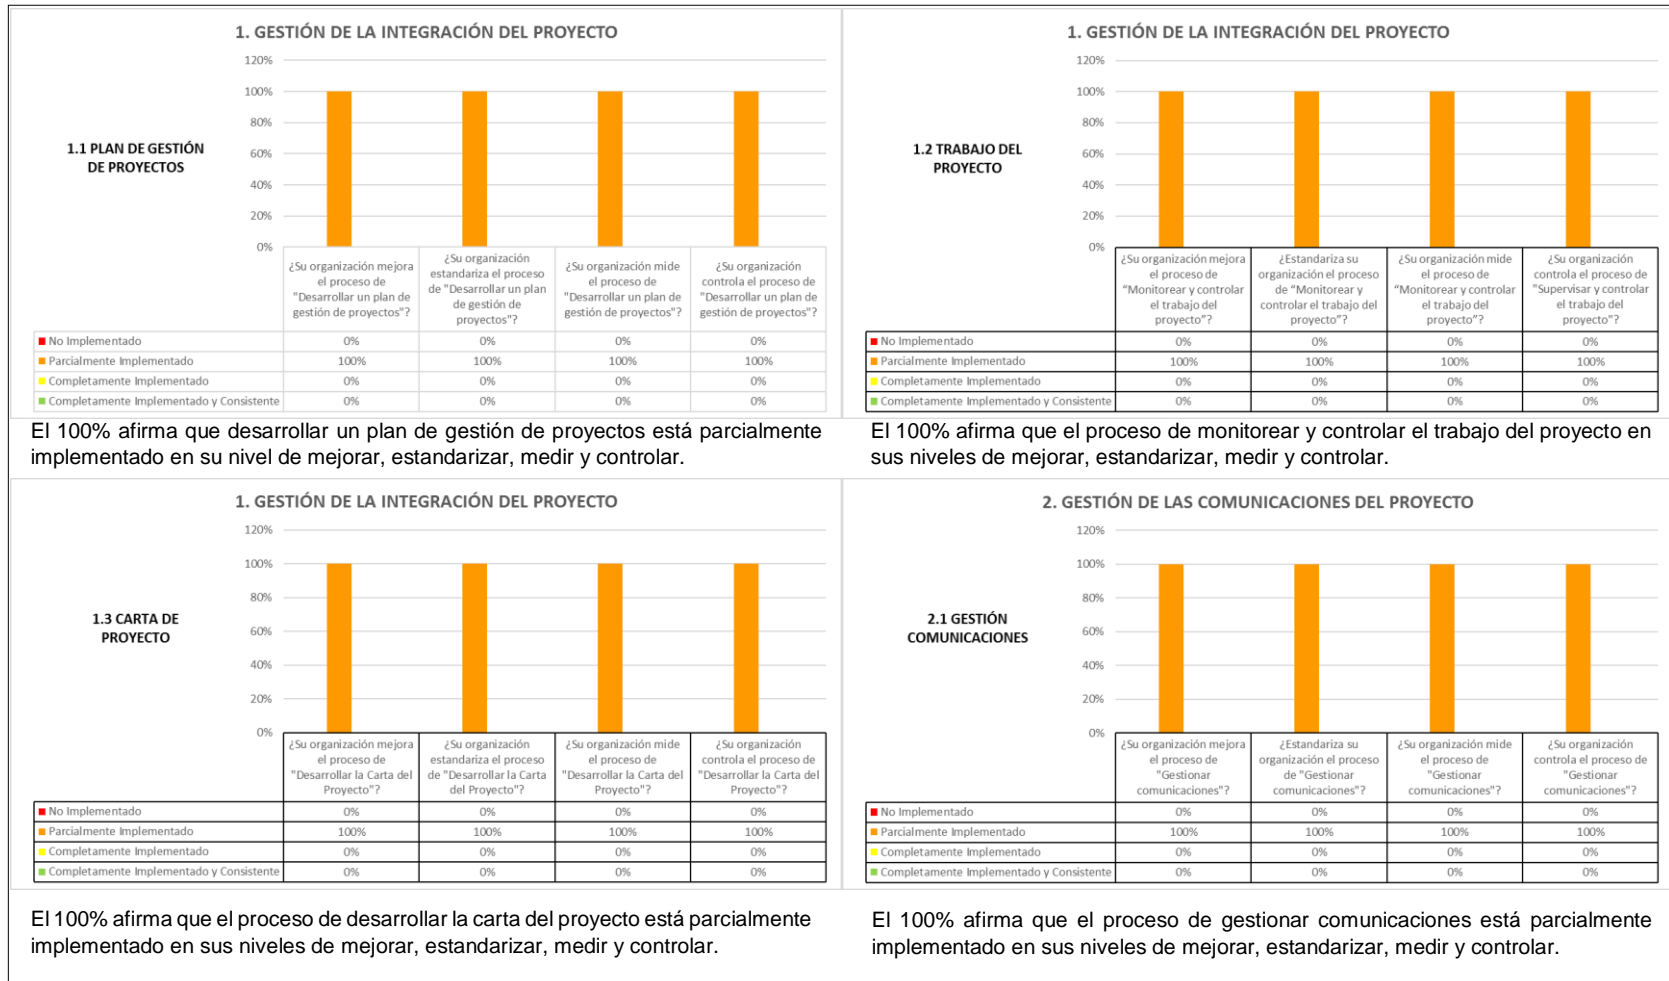 1. GESTIÓN DE LA INTEGRACIÓN DEL PROYECTO
120%
100%
80%
60%
40%
20%
0%
1.1 PLAN DE GESTIÓN
DE PROYECTOS
¿Su organización mejora
el proceso de
"Desarrollar un plan de
gestión de proyectos"?
¿Su organización
estandariza el proceso
de "Desarrollar un plan
de gestión de
proyectos"?
¿Su organización mide
el proceso de
"Desarrollar un plan de
gestión de proyectos"?
¿Su organización
controla el proceso de
"Desarrollar un plan de
gestión de proyectos"?
No Implementado 0% 0% 0% 0%
Parcialmente Implementado 100% 100% 100% 100%
Completamente Implementado 0% 0% 0% 0%
Completamente Implementado y Consistente 0% 0% 0% 0%
El 100% afirma que desarrollar un plan de gestión de proyectos está parcialmente
implementado en su nivel de mejorar, estandarizar, medir y controlar.
1. GESTIÓN DE LA INTEGRACIÓN DEL PROYECTO
120%
100%
80%
60%
40%
20%
0%
1.2 TRABAJO DEL
PROYECTO
¿Su organización mejora
el proceso de
“Monitorear y controlar
el trabajo del
proyecto”?
¿Estandariza su
organización el proceso
de “Monitorear y
controlar el trabajo del
proyecto”?
¿Su organización mide
el proceso de
“Monitorear y controlar
el trabajo del
proyecto”?
¿Su organización
controla el proceso de
"Supervisar y controlar
el trabajo del
proyecto"?
No Implementado 0% 0% 0% 0%
Parcialmente Implementado 100% 100% 100% 100%
Completamente Implementado 0% 0% 0% 0%
Completamente Implementado y Consistente 0% 0% 0% 0%
El 100% afirma que el proceso de monitorear y controlar el trabajo del proyecto en
sus niveles de mejorar, estandarizar, medir y controlar.
1. GESTIÓN DE LA INTEGRACIÓN DEL PROYECTO
120%
100%
80%
60%
40%
20%
0%
1.3 CARTA DE
PROYECTO
¿Su organización mejora
el proceso de
"Desarrollar la Carta del
Proyecto"?
¿Su organización
estandariza el proceso
de "Desarrollar la Carta
del Proyecto"?
¿Su organización mide
el proceso de
"Desarrollar la Carta del
Proyecto"?
¿Su organización
controla el proceso de
"Desarrollar la Carta del
Proyecto"?
No Implementado 0% 0% 0% 0%
Parcialmente Implementado 100% 100% 100% 100%
Completamente Implementado 0% 0% 0% 0%
Completamente Implementado y Consistente 0% 0% 0% 0%
El 100% afirma que el proceso de desarrollar la carta del proyecto está parcialmente
implementado en sus niveles de mejorar, estandarizar, medir y controlar.
2. GESTIÓN DE LAS COMUNICACIONES DEL PROYECTO
120%
100%
80%
60%
40%
20%
0%
2.1 GESTIÓN
COMUNICACIONES
¿Su organización mejora
el proceso de
"Gestionar
comunicaciones"?
¿Estandariza su
organización el proceso
de "Gestionar
comunicaciones"?
¿Su organización mide
el proceso de
"Gestionar
comunicaciones"?
¿Su organización
controla el proceso de
"Gestionar
comunicaciones"?
No Implementado 0% 0% 0% 0%
Parcialmente Implementado 100% 100% 100% 100%
Completamente Implementado 0% 0% 0% 0%
Completamente Implementado y Consistente 0% 0% 0% 0%
El 100% afirma que el proceso de gestionar comunicaciones está parcialmente
implementado en sus niveles de mejorar, estandarizar, medir y controlar.